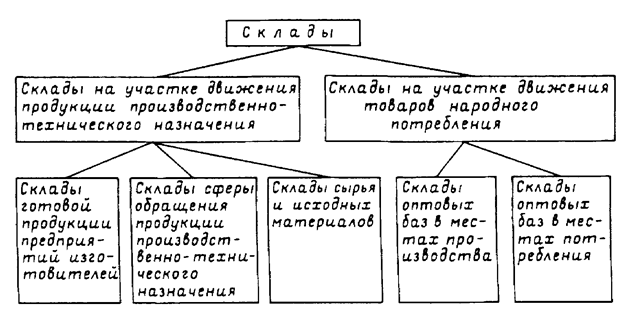 Склады
Склады на участке движения
продукции производственно-
технического назначения
Склады на участке движения
товаров народного
потребления
Склады
готовой
продукции
предприя-
тий изго-
товителей
Склады сферы
обращения
продукции
производст-
венно-техни-
ческого
назначения
Склады сырья
и исходных
материалов
Склады
оптовых
баз в мес-
тах про-
изводства
Склады
оптовых
баз в мес-
тах пот-
ребления